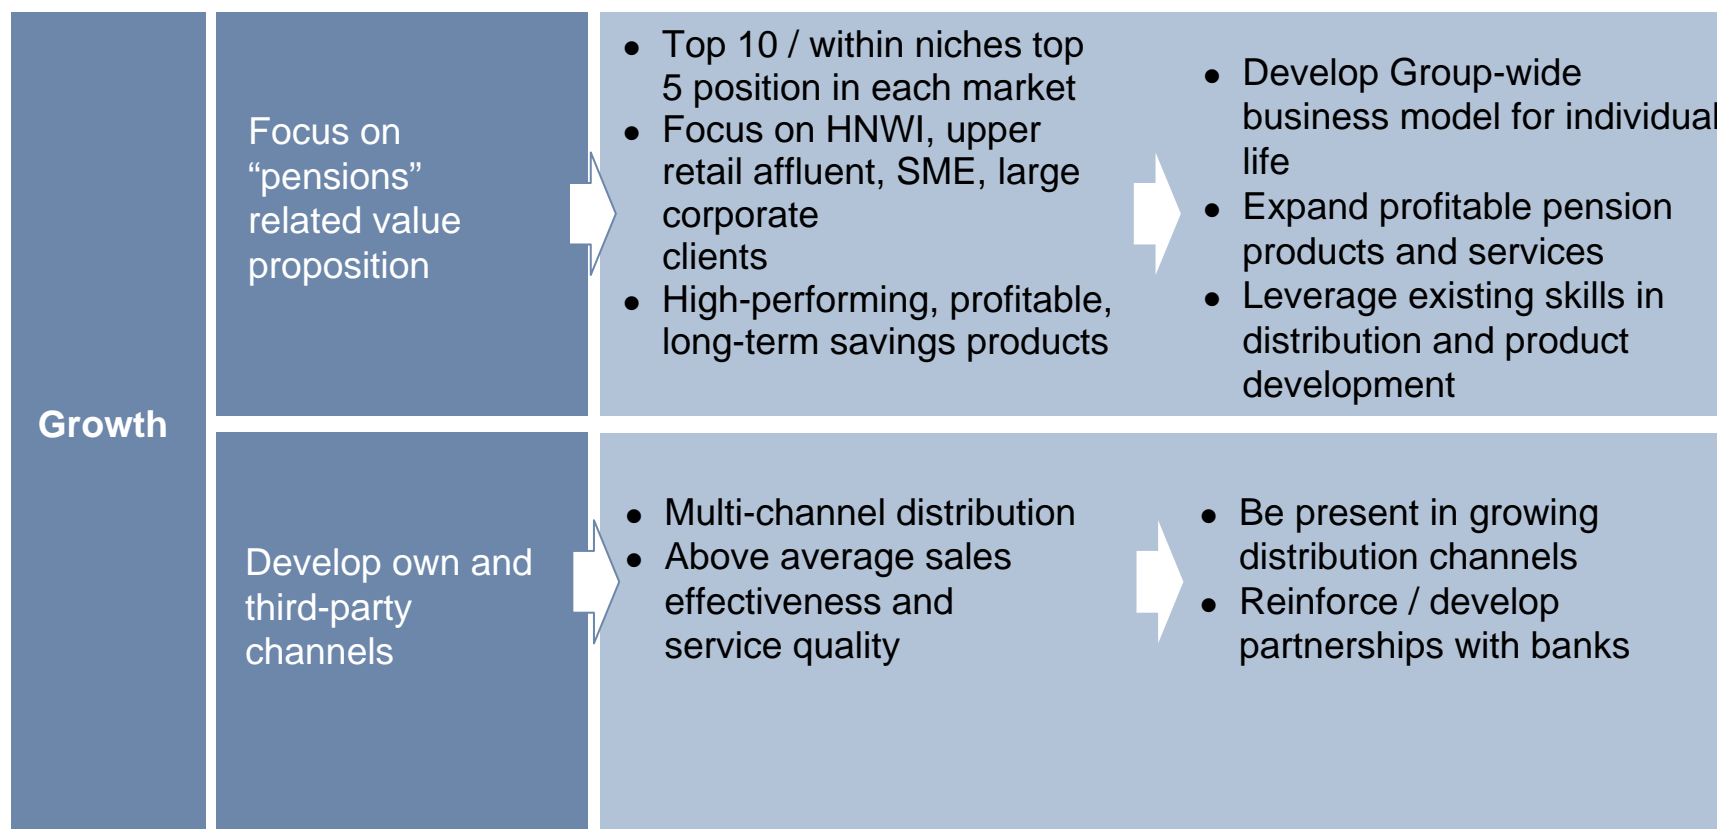 Growth
Focus on
“pensions”
related value
proposition
● Top 10 / within niches top
5 position in each market
● Focus on HNWI, upper
retail affluent, SME, large
corporate
clients
● High-performing, profitable,
long-term savings products
● Develop Group-wide
business model for individual
life
● Expand profitable pension
products and services
● Leverage existing skills in
distribution and product
development
Develop own and
third-party
channels
● Multi-channel distribution
● Above average sales
effectiveness and
service quality
● Be present in growing
distribution channels
● Reinforce / develop
partnerships with banks